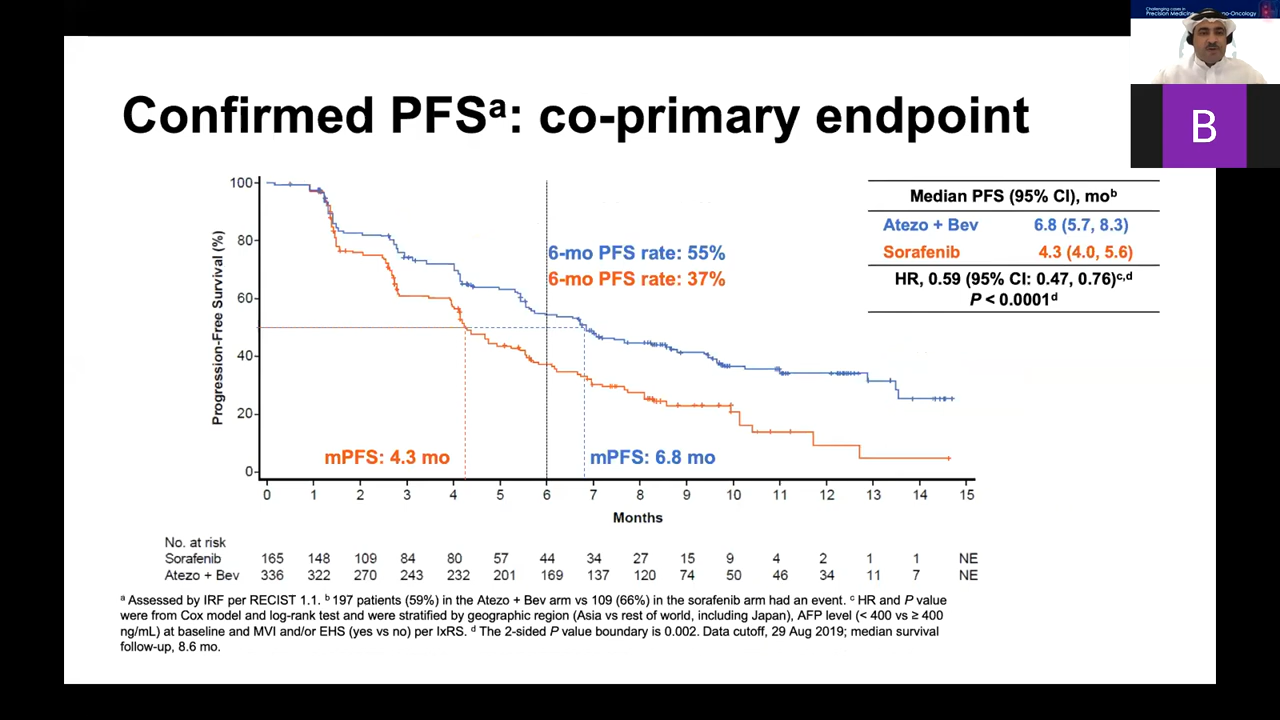 Challenging cases in
Precision Medicine
no-Oncology
B
Confirmed PFSa: co-primary endpoint
Progression-Free Survival (%)
100
80
60
40
20
0
6-mo PFS rate: 55%
6-mo PFS rate: 37%
mPFS: 4.3 mo
mPFS: 6.8 mo
0 1 2 3 4 5 6 7 8 9 10 11 12 13 14 15
Months
Median PFS (95% CI), mob
Atezo + Bev 6.8 (5.7, 8.3)
Sorafenib 4.3 (4.0, 5.6)
HR, 0.59 (95% CI: 0.47, 0.76)c,d
P < 0.0001d
No. at risk
Sorafenib 165 148 109 84 80 57 44 34 27 15 9 4 2 1 1 NE
Atezo + Bev 336 322 270 243 232 201 169 137 120 74 50 46 34 11 7 NE
a Assessed by IRF per RECIST 1.1. b 197 patients (59%) in the Atezo + Bev arm vs 109 (66%) in the sorafenib arm had an event. c HR and P value
were from Cox model and log-rank test and were stratified by geographic region (Asia vs rest of world, including Japan), AFP level (< 400 vs ≥ 400
ng/mL) at baseline and MVI and/or EHS (yes vs no) per IxRS. d The 2-sided P value boundary is 0.002. Data cutoff, 29 Aug 2019; median survival
follow-up, 8.6 mo.